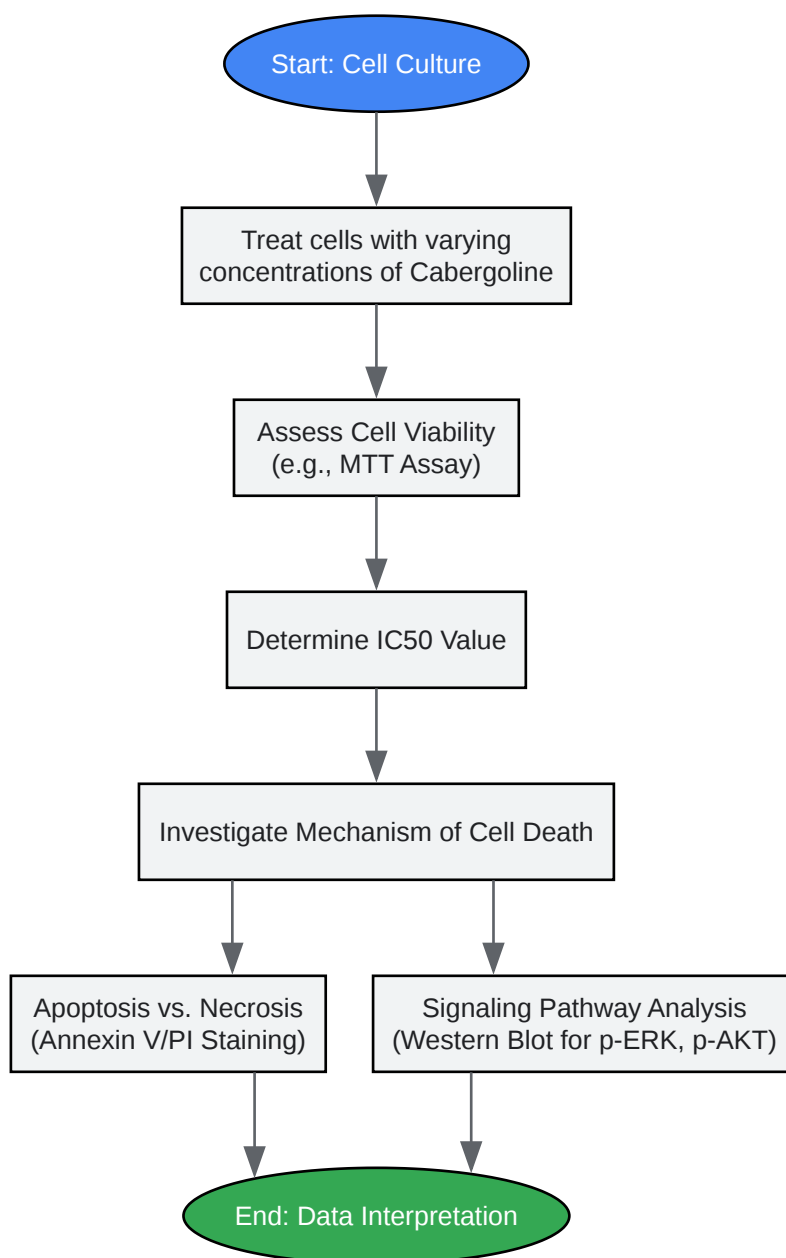 Start: Cell Culture
Treat cells with varying
concentrations of Cabergoline
Assess Cell Viability
(e.g., MTT Assay)
Determine IC50 Value
Investigate Mechanism of Cell Death
Apoptosis vs. Necrosis
(Annexin V/PI Staining)
Signaling Pathway Analysis
(Western Blot for p-ERK, p-AKT)
End: Data Interpretation